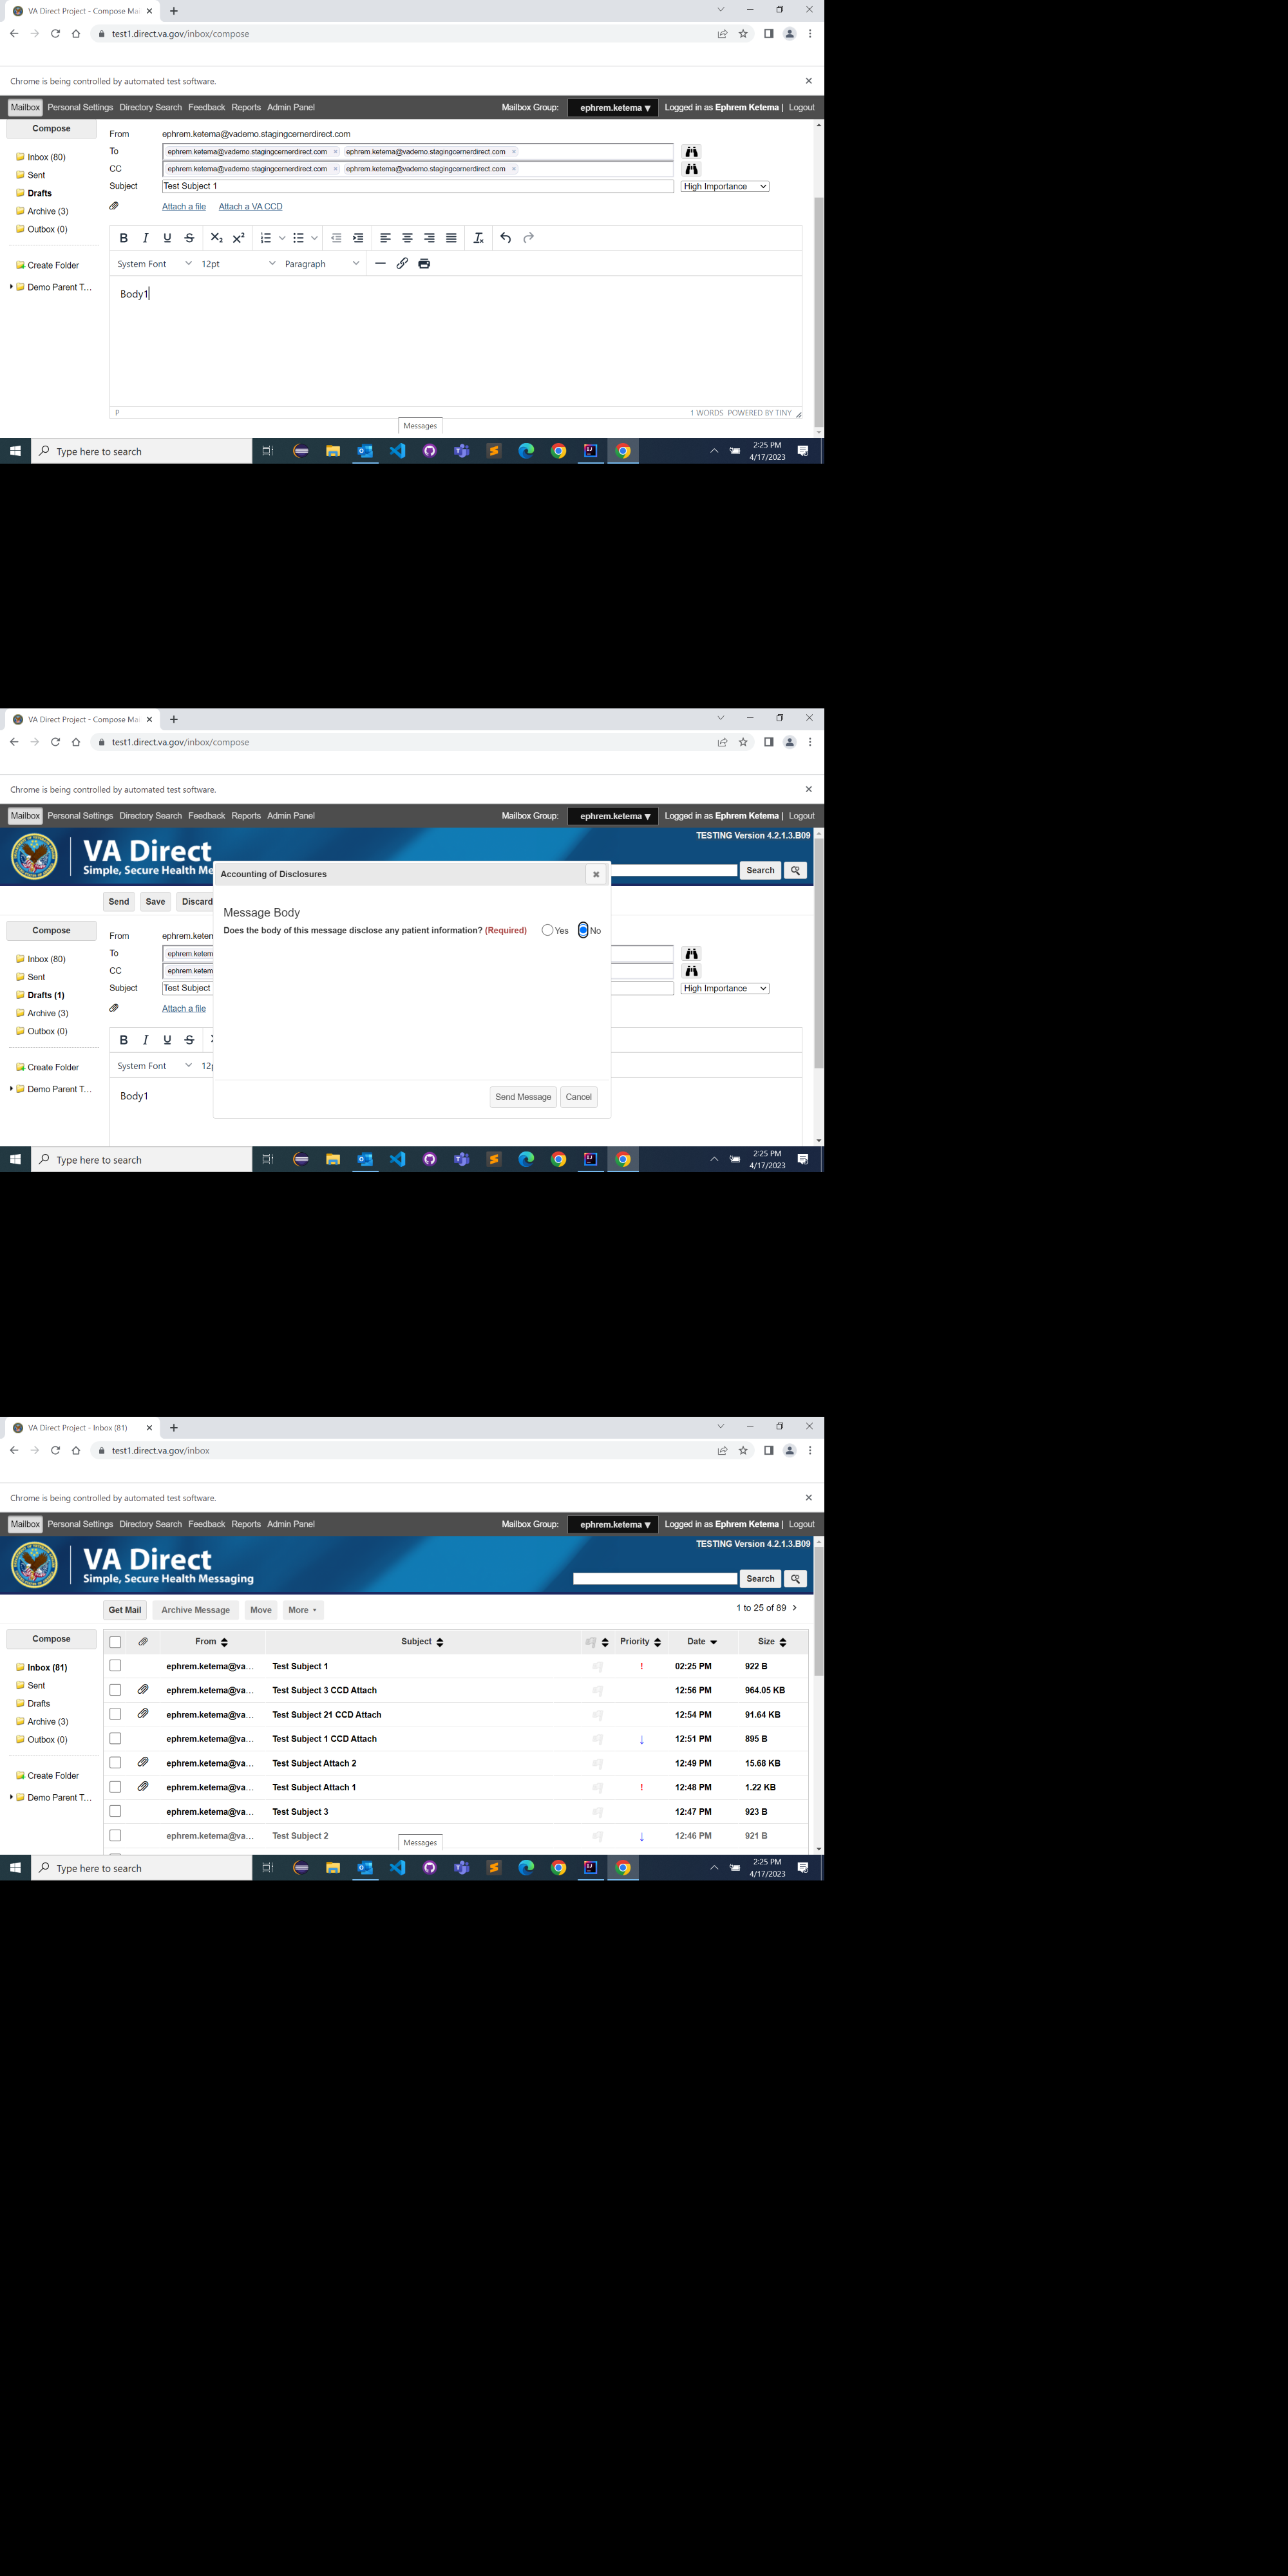 VA Direct Project - Compose Ma
test1.direct.va.gov/inbox/compose
Chrome is being controlled by automated test software.
Mailbox Personal Settings Directory Search Feedback Reports Admin Panel Mailbox Group: ephrem.ketema ▼ Logged in as Ephrem Ketema | Logout
Compose
From ephrem.ketema@vademo.stagingcernerdirect.com
To ephrem.ketema@vademo.stagingcernerdirect.com × ephrem.ketema@vademo.stagingcernerdirect.com ×
Inbox (80)
CC ephrem.ketema@vademo.stagingcernerdirect.com × ephrem.ketema@vademo.stagingcernerdirect.com ×
Sent
Subject Test Subject 1 High Importance
Drafts
Attach a file Attach a VA CCD
Archive (3)
Outbox (0)
B I U S X₂ X²
Create Folder
System Font 12pt Paragraph
Demo Parent T...
Body1
P 1 WORDS POWERED BY TINY
Messages
Type here to search
2:25 PM
4/17/2023
VA Direct Project - Compose Ma
test1.direct.va.gov/inbox/compose
Chrome is being controlled by automated test software.
Mailbox Personal Settings Directory Search Feedback Reports Admin Panel Mailbox Group: ephrem.ketema ▼ Logged in as Ephrem Ketema | Logout
TESTING Version 4.2.1.3.B09
VA Direct
Simple, Secure Health Me
Search
Accounting of Disclosures
Send Save Discard
Message Body
Does the body of this message disclose any patient information? (Required) Yes No
Compose
From ephrem.keter
To ephrem.ketem
Inbox (80)
CC ephrem.ketem
Sent
Subject Test Subject High Importance
Drafts (1)
Attach a file
Archive (3)
Outbox (0)
B I U S
Create Folder
System Font 12p
Demo Parent T...
Body1
Send Message Cancel
Type here to search
2:25 PM
4/17/2023
VA Direct Project - Inbox (81)
test1.direct.va.gov/inbox
Chrome is being controlled by automated test software.
Mailbox Personal Settings Directory Search Feedback Reports Admin Panel Mailbox Group: ephrem.ketema ▼ Logged in as Ephrem Ketema | Logout
TESTING Version 4.2.1.3.B09
VA Direct
Simple, Secure Health Messaging
Search
Get Mail Archive Message Move More 1 to 25 of 89 >
Compose
From Subject Priority Date Size
Inbox (81)
Sent
Drafts
Archive (3)
Outbox (0)
Create Folder
Demo Parent T...
ephrem.ketema@va... Test Subject 1 ! 02:25 PM 922 B
ephrem.ketema@va... Test Subject 3 CCD Attach 12:56 PM 964.05 KB
ephrem.ketema@va... Test Subject 21 CCD Attach 12:54 PM 91.64 KB
ephrem.ketema@va... Test Subject 1 CCD Attach ↓ 12:51 PM 895 B
ephrem.ketema@va... Test Subject Attach 2 12:49 PM 15.68 KB
ephrem.ketema@va... Test Subject Attach 1 ! 12:48 PM 1.22 KB
ephrem.ketema@va... Test Subject 3 12:47 PM 923 B
ephrem.ketema@va... Test Subject 2 ↓ 12:46 PM 921 B
Messages
Type here to search
2:25 PM
4/17/2023